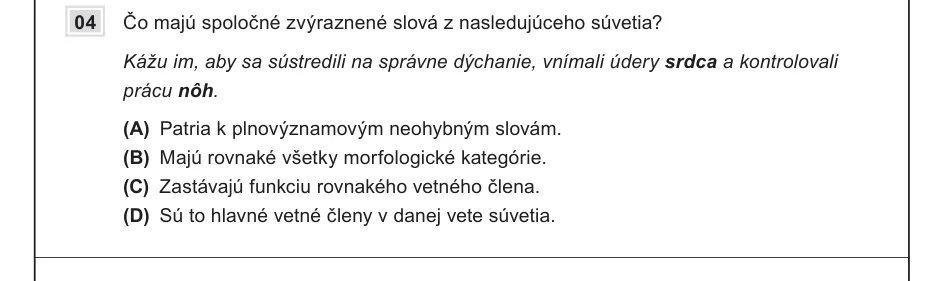 04 Čo majú spoločné zvýraznené slová z nasledujúceho súvetia?
Kážu im, aby sa sústredili na správne dýchanie, vnímali údery srdca a kontrolovali
prácu nôh.
(A) Patria k plnovýznamovým neohybným slovám.
(B) Majú rovnaké všetky morfologické kategórie.
(C) Zastávajú funkciu rovnakého vetného člena.
(D) Sú to hlavné vetné členy v danej vete súvetia.